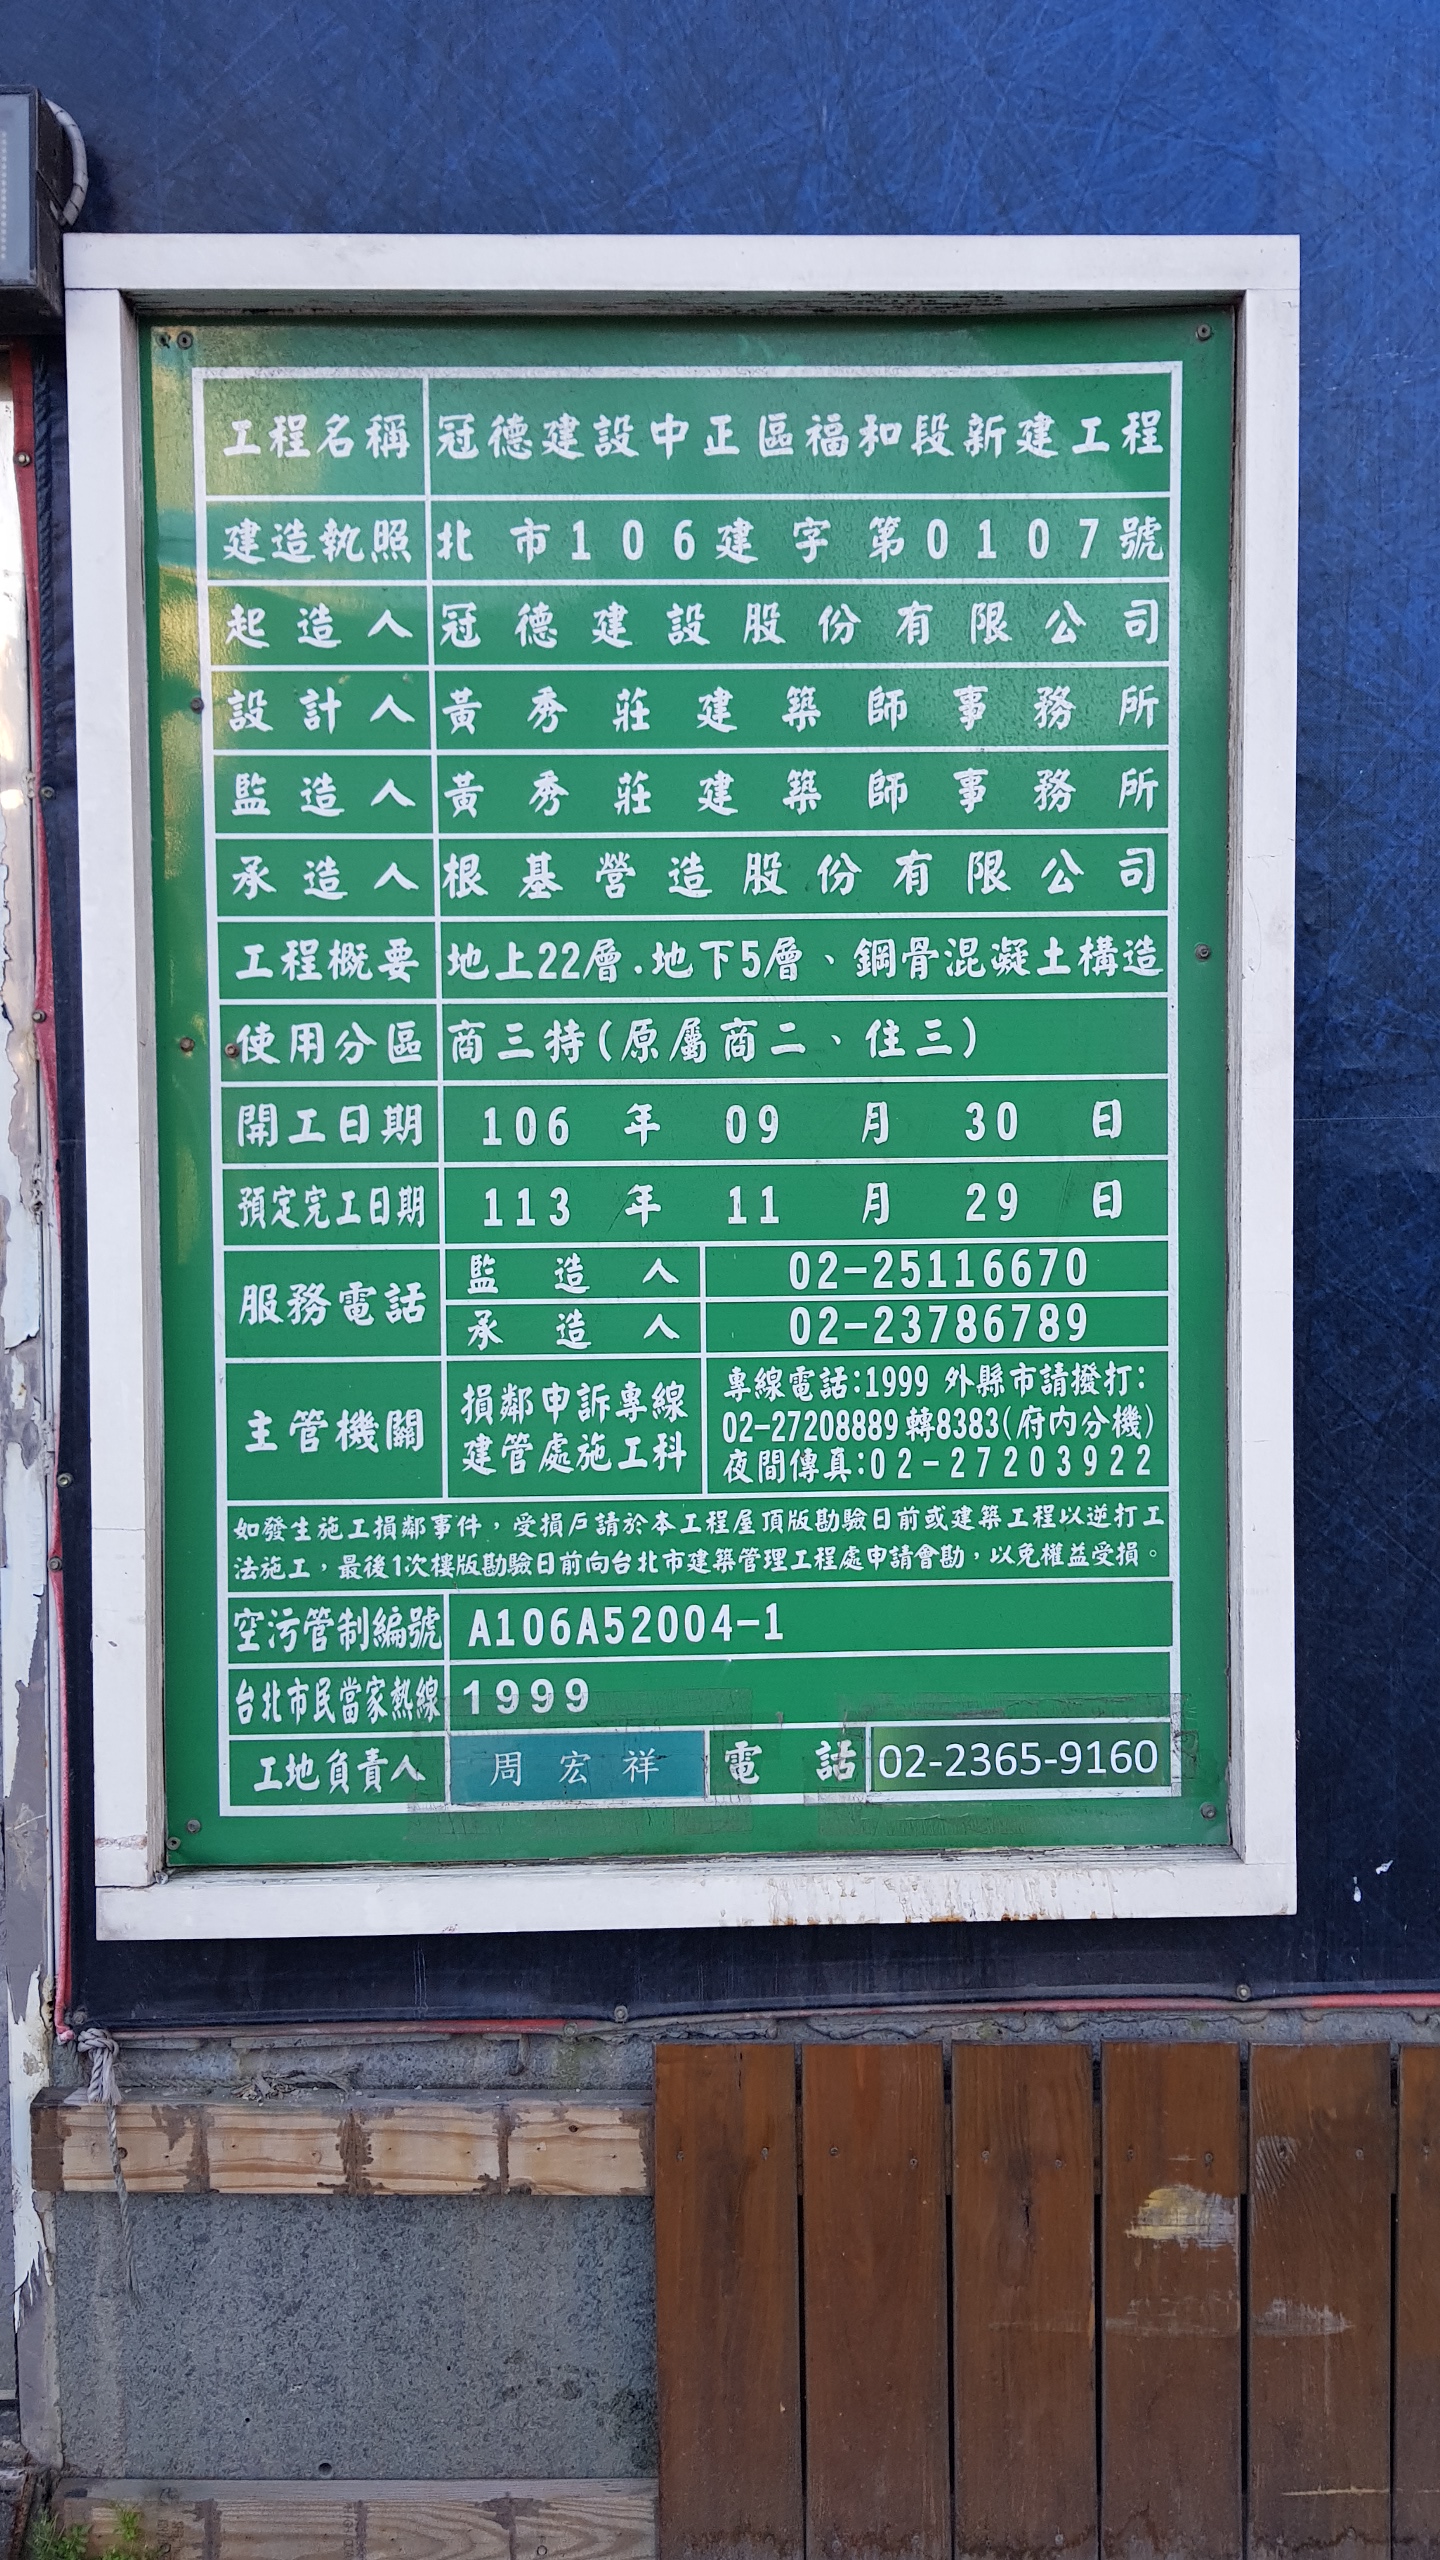 工程名稱 冠德建設中正區福和段新建工程
建造執照 北市106建字第0107號
起造人 冠德建設股份有限公司
設計人 黃秀莊建築師事務所
監造人 黃秀莊建築師事務所
承造人 根基營造股份有限公司
工程概要 地上22層.地下5層、鋼骨混凝土構造
使用分區 商三特(原屬商二、住三)
開工日期 106年09月30日
預定完工日期 113年11月29日
服務電話 監造人 02-25116670
承造人 02-23786789
主管機關 損鄰申訴專線 建管處施工科
專線電話:1999 外縣市請撥打:
02-27208889轉8383(府內分機)
夜間傳真:02-27203922
如發生施工損鄰事件，受損戶請於本工程屋頂版勘驗日前或建築工程以逆打工
法施工，最後1次樓版勘驗日前向台北市建築管理工程處申請會勘，以免權益受損。
空污管制編號 A106A52004-1
台北市民當家熱線 1999
工地負責人 周宏祥 電話 02-2365-9160